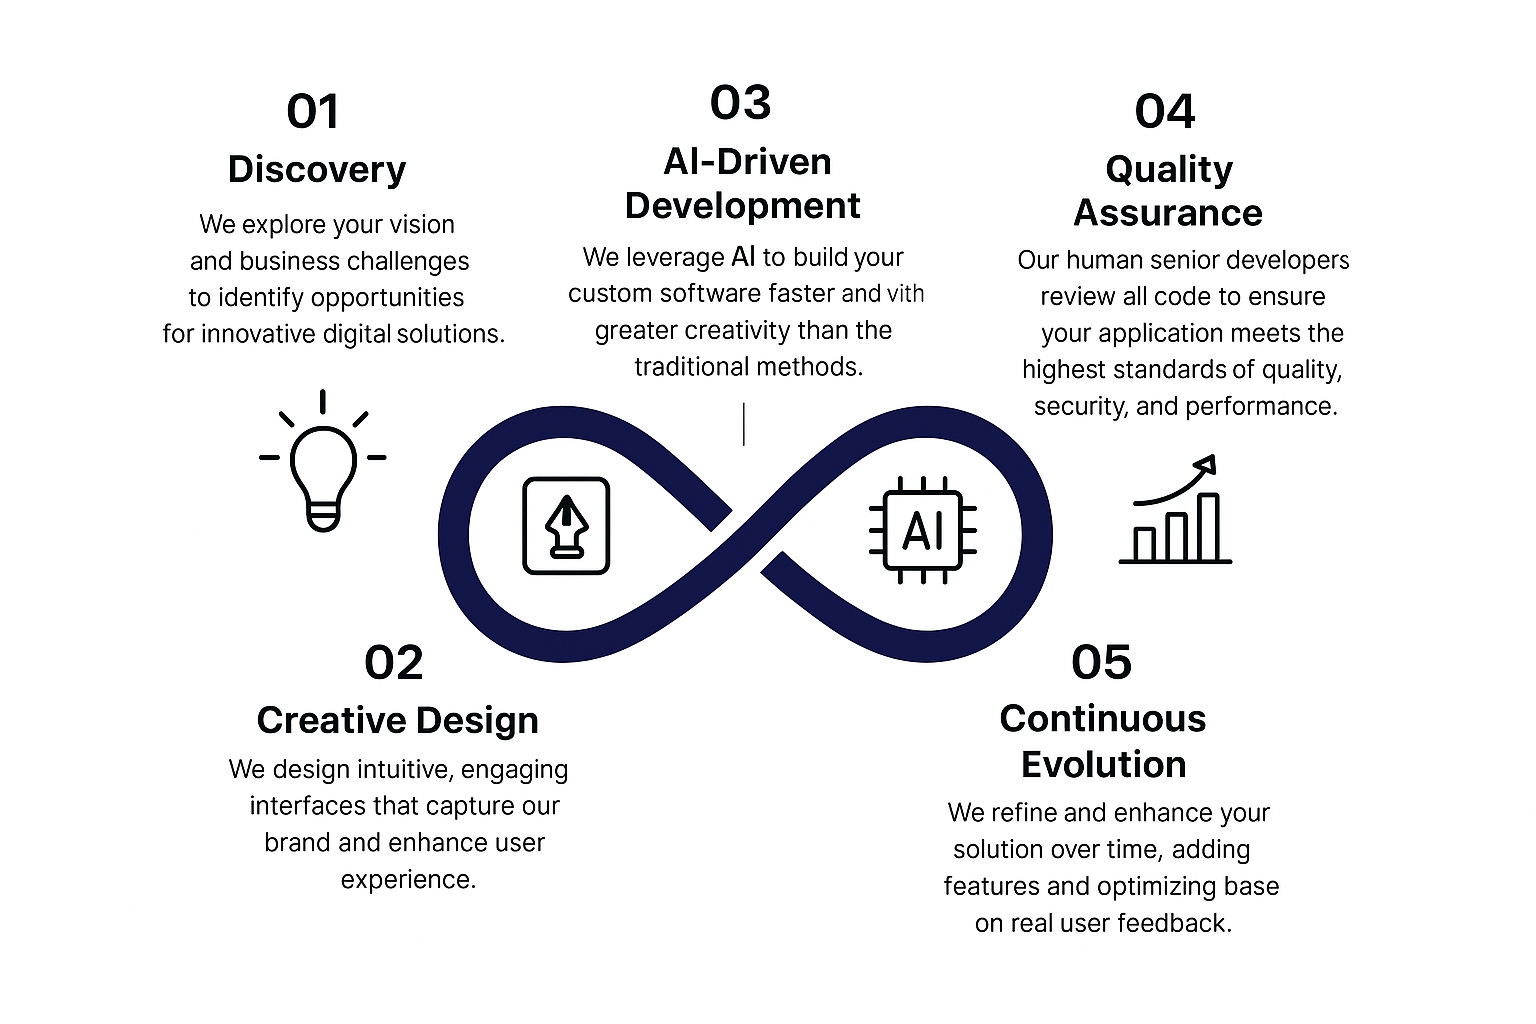 01
Discovery
We explore your vision
and business challenges
to identify opportunities
for innovative digital solutions.
02
Creative Design
We design intuitive, engaging
interfaces that capture our
brand and enhance user
experience.
03
AI-Driven
Development
We leverage AI to build your
custom software faster and vith
greater creativity than the
traditional methods.
AI
04
Quality
Assurance
Our human senior developers
review all code to ensure
your application meets the
highest standards of quality,
security, and performance.
05
Continuous
Evolution
We refine and enhance your
solution over time, adding
features and optimizing base
on real user feedback.